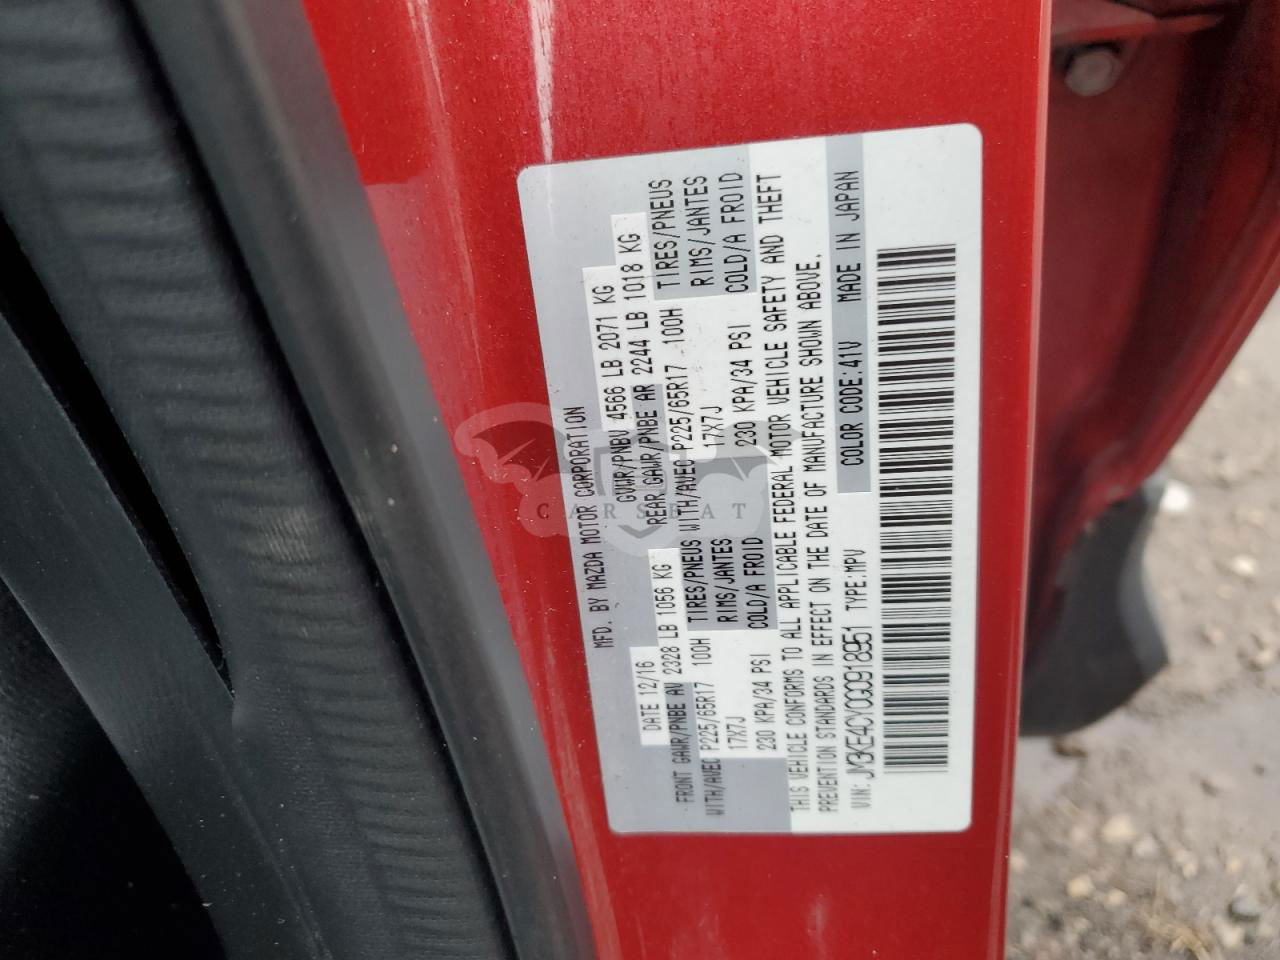 MFD. BY MAZDA MOTOR CORPORATION
DATE 12/16 GVWR/PNBV 4566 LB 2071 KG
FRONT GAWR/PNBE AV 2328 LB 1056 KG REAR GAWR/PNBE AR 2244 LB 1018 KG
WITH/AVEC P225/65R17 100H TIRES/PNEUS WITH/AVEC P225/65R17 100H TIRES/PNEUS
17X7J RIMS/JANTES 17X7J RIMS/JANTES
230 KPA/34 PSI COLD/A FROID 230 KPA/34 PSI COLD/A FROID
THIS VEHICLE CONFORMS TO ALL APPLICABLE FEDERAL MOTOR VEHICLE SAFETY AND THEFT
PREVENTION STANDARDS IN EFFECT ON THE DATE OF MANUFACTURE SHOWN ABOVE.
VIN: JM3KE4CY0G0918951 TYPE:MPV COLOR CODE:41V MADE IN JAPAN
CARSEAT